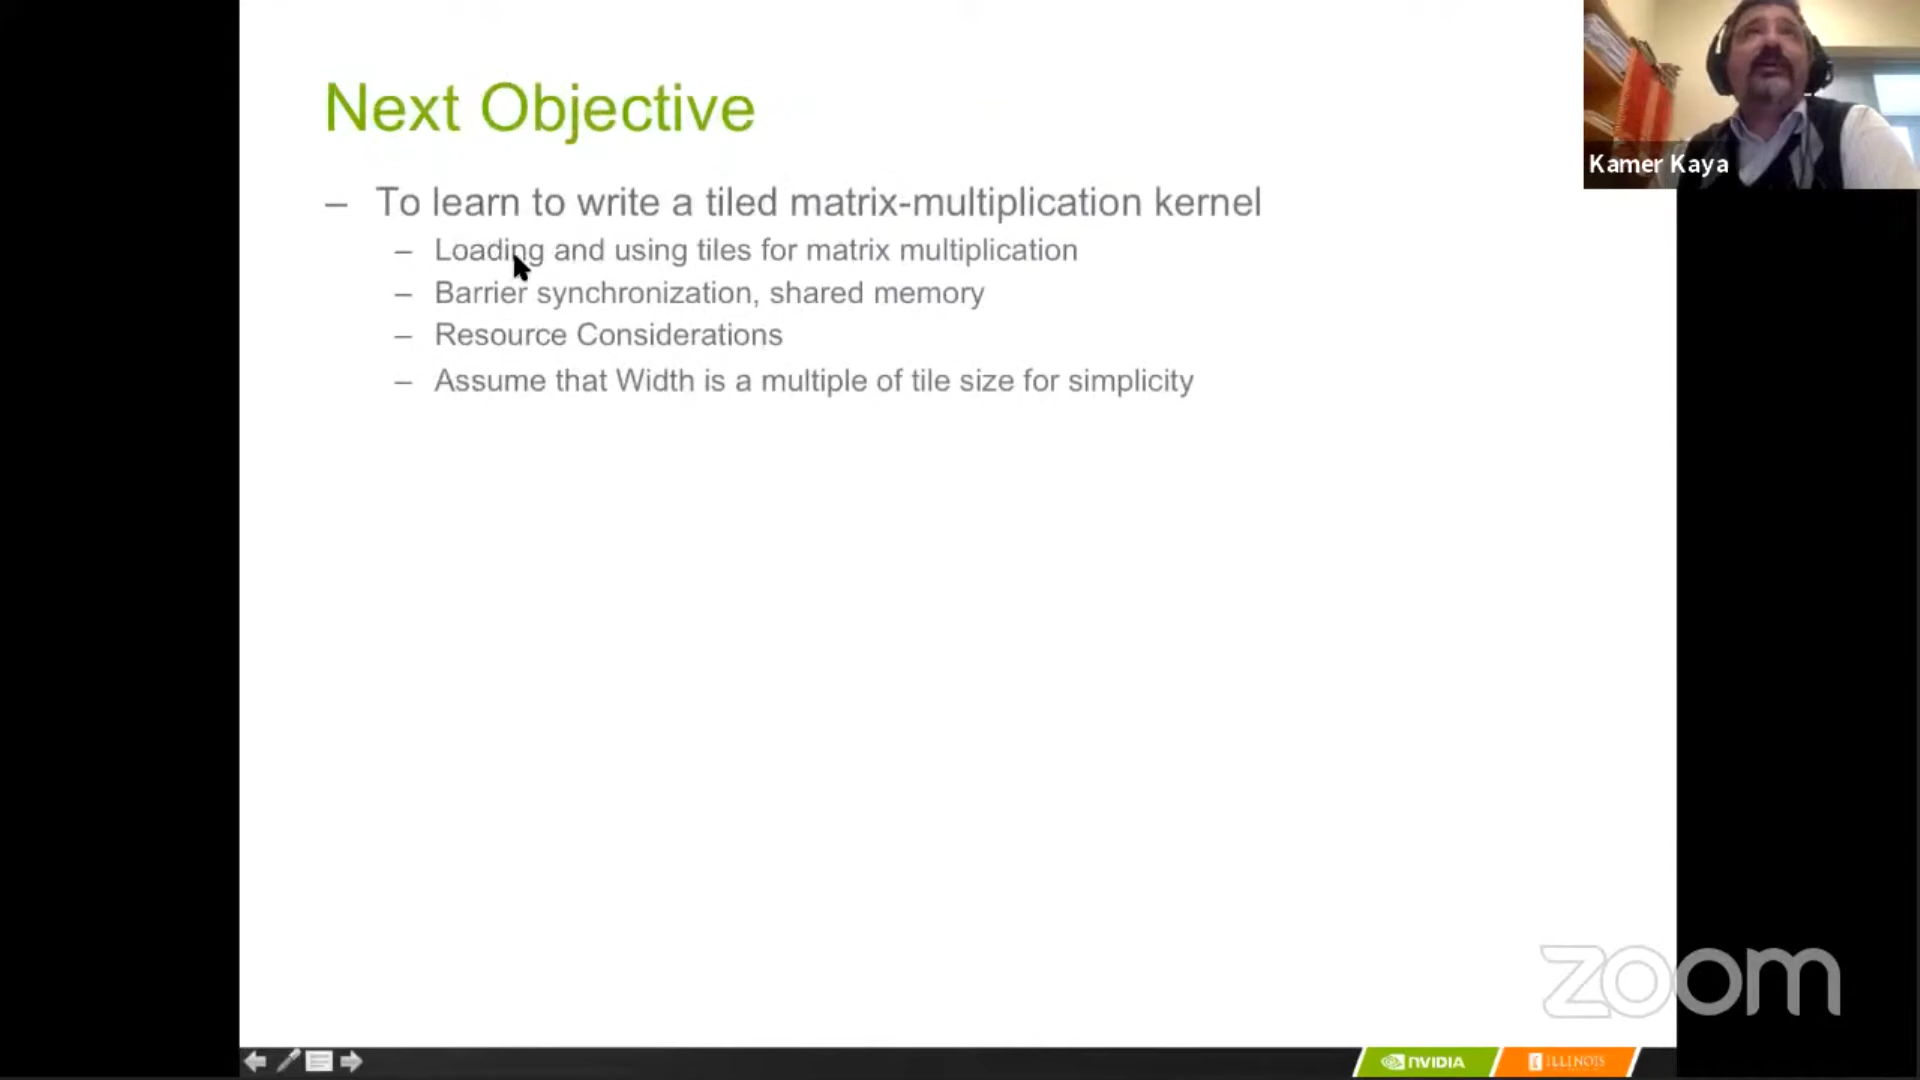 Next Objective
– To learn to write a tiled matrix-multiplication kernel
– Loading and using tiles for matrix multiplication
– Barrier synchronization, shared memory
– Resource Considerations
– Assume that Width is a multiple of tile size for simplicity
Kamer Kaya
zoom
NVIDIA
ILLINOIS